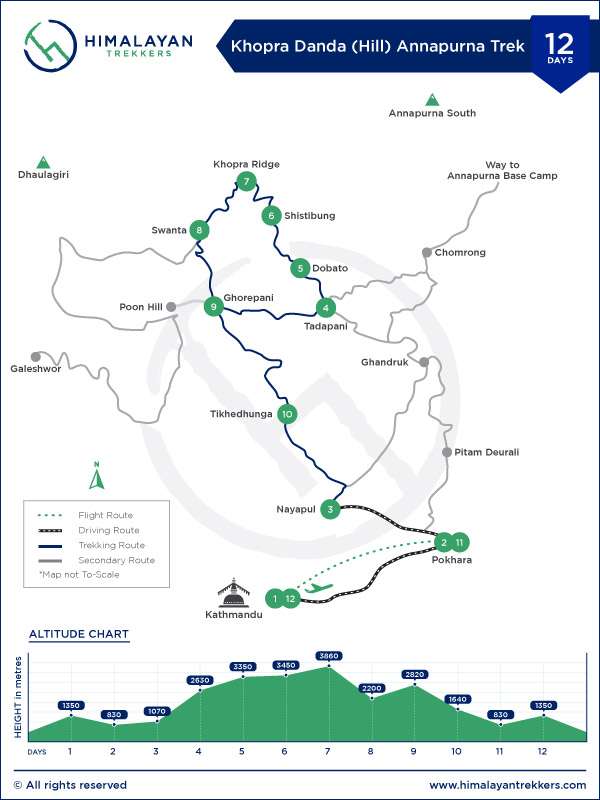 HIMALAYAN
TREKKERS
Khopra Danda (Hill) Annapurna Trek
12
DAYS
Annapurna South
Dhaulagiri
Khopra Ridge
Way to
Annapurna Base Camp
7
6
Shistibung
Swanta
8
Chomrong
5
Dobato
Ghorepani
Poon Hill
9
4
Tadapani
Galeshwor
Ghandruk
Tikhedhunga
10
Pitam Deurali
N
Nayapul
3
Flight Route
Driving Route
Trekking Route
Secondary Route
*Map not To-Scale
2 11
Pokhara
1 12
Kathmandu
ALTITUDE CHART
HEIGHT in metres
1350
830
1070
2630
3350
3450
3860
2200
2820
1640
830
1350
DAYS 1 2 3 4 5 6 7 8 9 10 11 12
© All rights reserved
www.himalayantrekkers.com